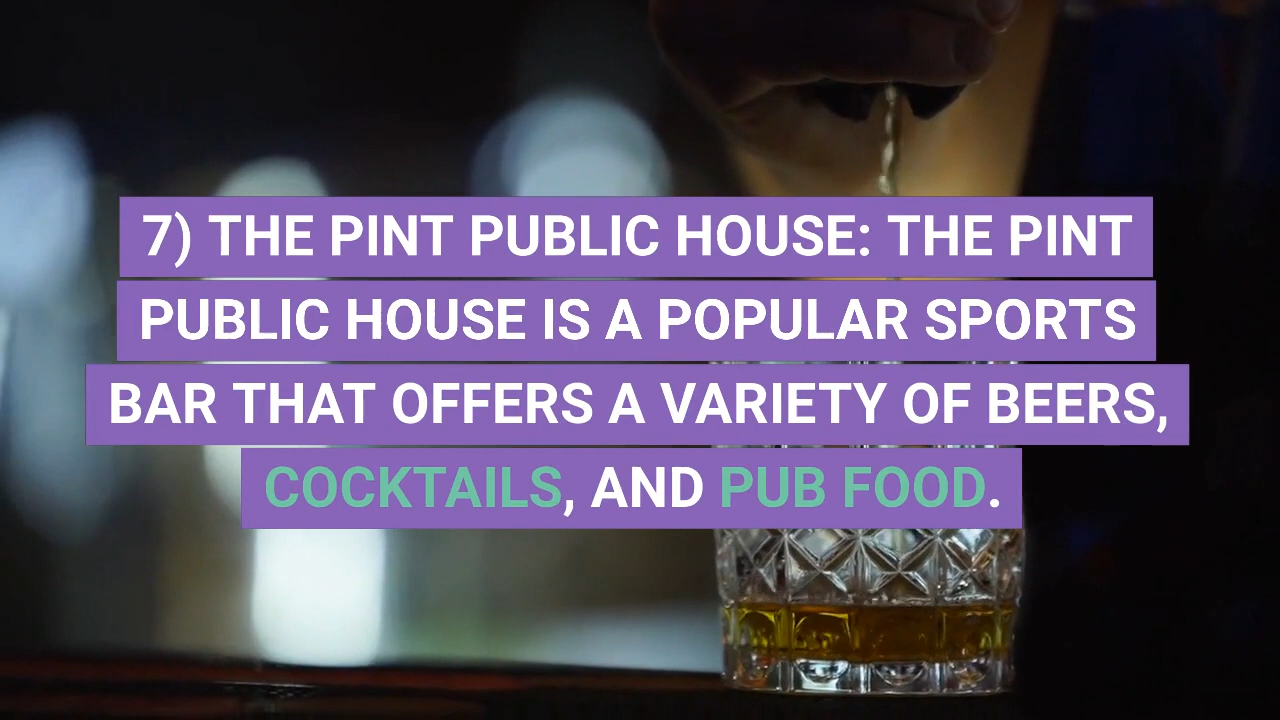 7) THE PINT PUBLIC HOUSE: THE PINT
PUBLIC HOUSE IS A POPULAR SPORTS
BAR THAT OFFERS A VARIETY OF BEERS,
COCKTAILS, AND PUB FOOD.